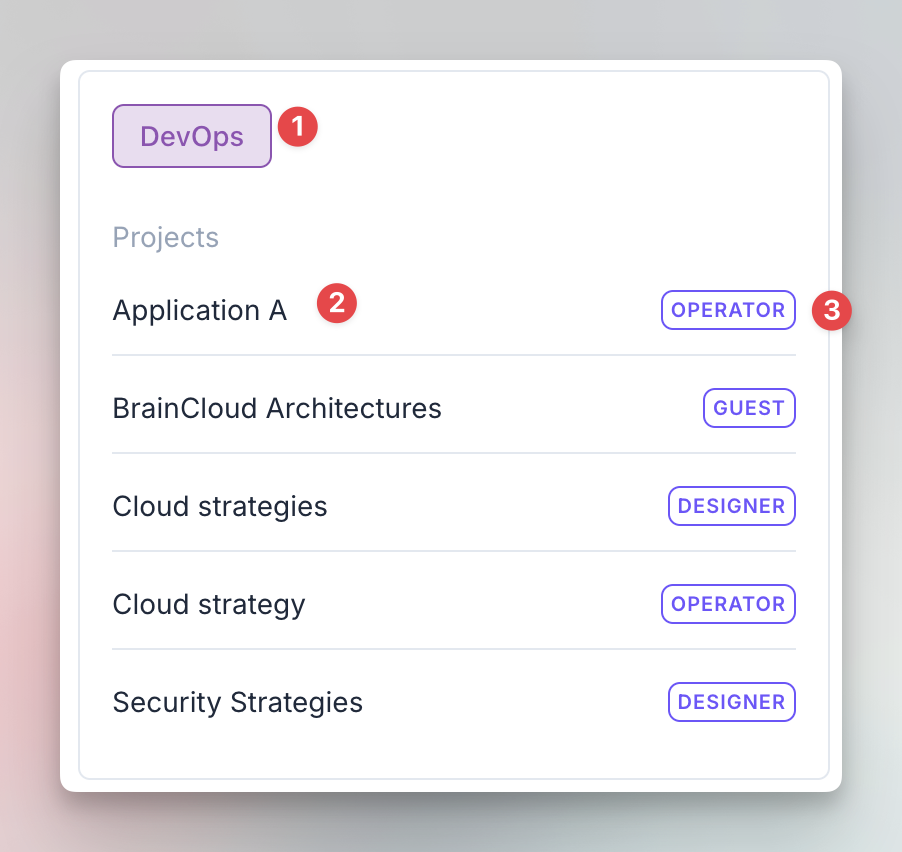 DevOps 1
Projects
Application A 2 OPERATOR 3
BrainCloud Architectures GUEST
Cloud strategies DESIGNER
Cloud strategy OPERATOR
Security Strategies DESIGNER